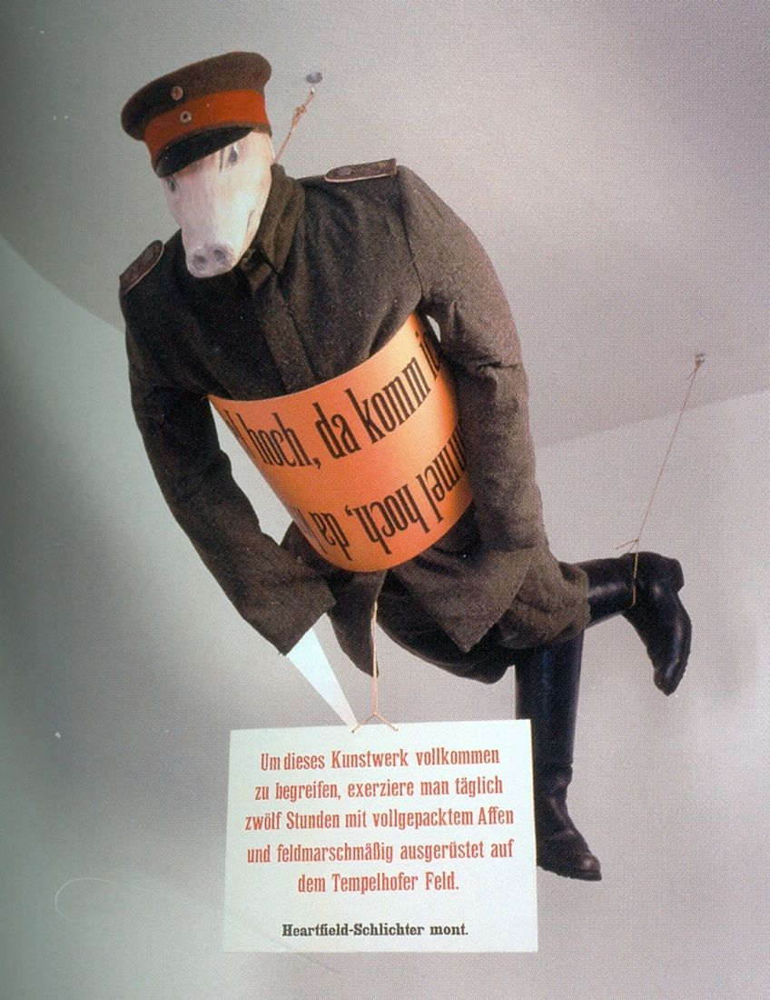 hoch, da komm
mmel hoch, da
Um dieses Kunstwerk vollkommen
zu begreifen, exerziere man täglich
zwölf Stunden mit vollgepacktem Affen
und feldmarschmäßig ausgerüstet auf
dem Tempelhofer Feld.
Heartfield-Schlichter mont.